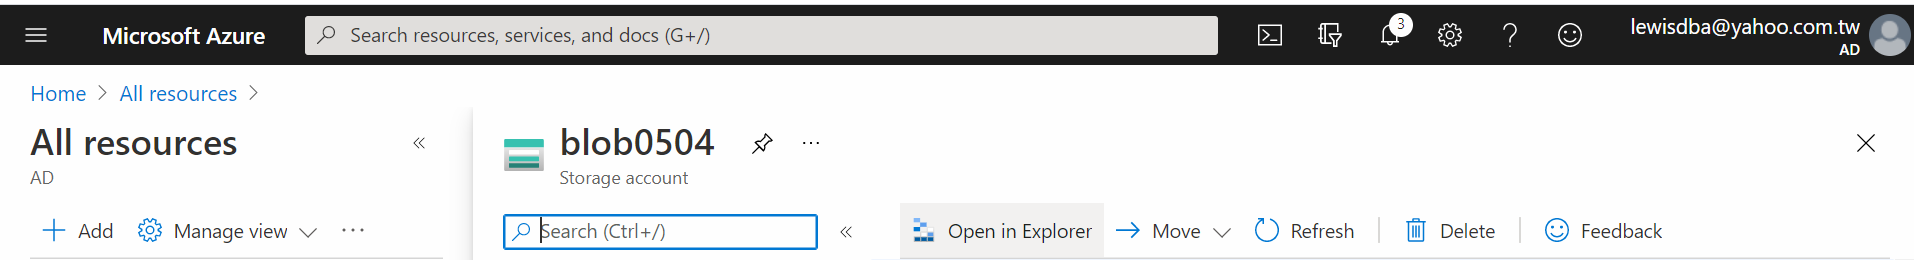 Microsoft Azure
Search resources, services, and docs (G+/)
3
lewisdba@yahoo.com.tw
AD
Home > All resources >
All resources
AD
+ Add Manage view ···
blob0504 ···
Storage account
Search (Ctrl+/)
Open in Explorer Move Refresh Delete Feedback